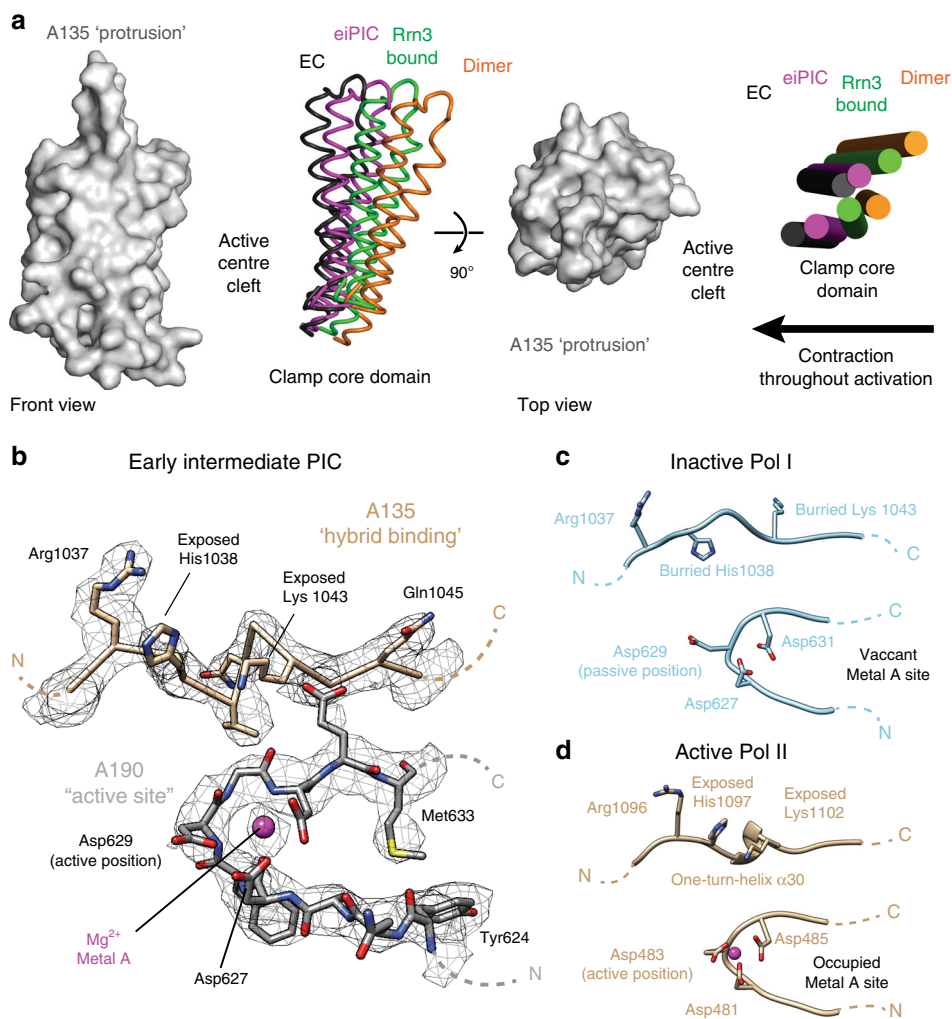 a
A135 'protrusion'
EC
eiPIC
Rrn3
bound
Dimer
Active
centre
cleft
90°
Clamp core domain
Front view
A135 'protrusion'
Top view
Active
centre
cleft
EC
eiPIC
Rrn3
bound
Dimer
Clamp core
domain
Contraction
throughout activation
b
Early intermediate PIC
A135
'hybrid binding'
Arg1037
Exposed
His1038
Exposed
Lys 1043
Gln1045
N
C
A190
"active site"
C
Asp629
(active position)
Met633
Mg2+
Metal A
Asp627
Tyr624
N
c
Inactive Pol I
Arg1037
Burried Lys 1043
Burried His1038
N
C
C
Asp629
(passive position)
Asp631
Vacant
Metal A site
Asp627
N
d
Active Pol II
Arg1096
Exposed
His1097
Exposed
Lys1102
C
N
One-turn-helix α30
C
Asp483
(active position)
Asp485
Occupied
Metal A site
Asp481
N